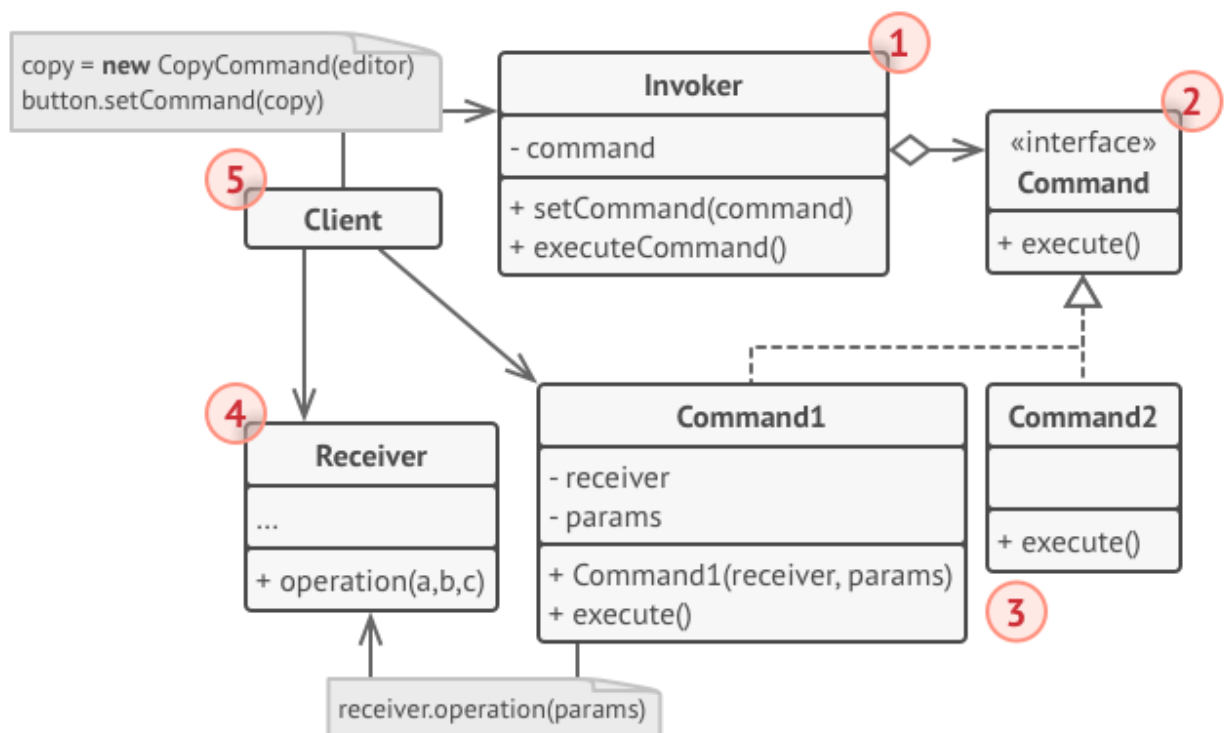 copy = new CopyCommand(editor)
button.setCommand(copy)
1
Invoker
- command
+ setCommand(command)
+ executeCommand()
2
«interface»
Command
+ execute()
5
Client
4
Receiver
...
+ operation(a,b,c)
Command1
- receiver
- params
+ Command1(receiver, params)
+ execute()
Command2
+ execute()
3
receiver.operation(params)